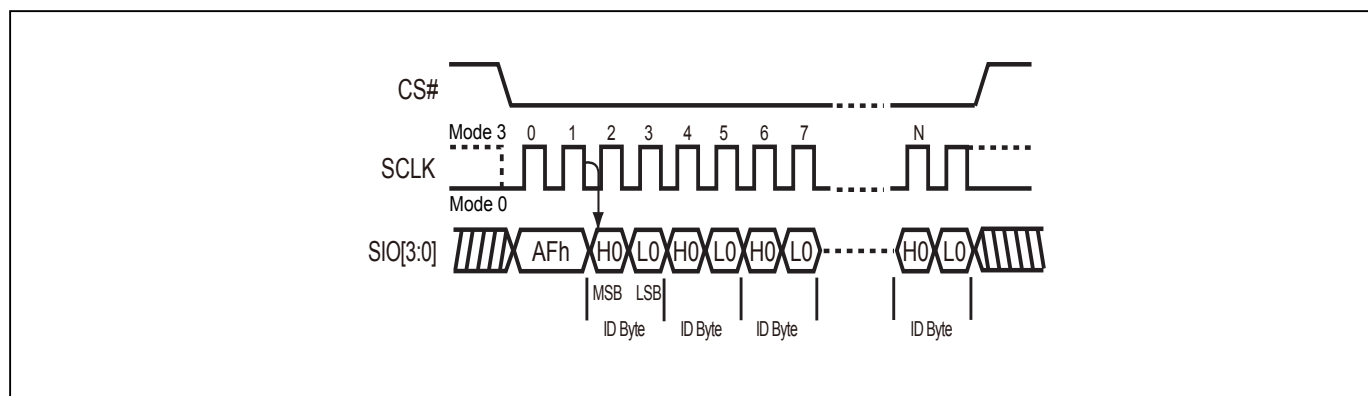 CS#
Mode 3 0 1 2 3 4 5 6 7 N
SCLK
Mode 0
SIO[3:0] AFh H0 L0 H0 L0 H0 L0 H0 L0
MSB LSB
ID Byte ID Byte ID Byte ID Byte